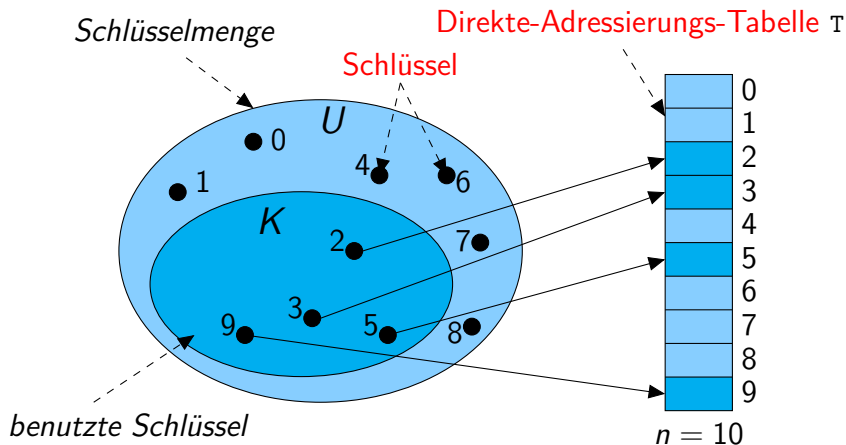 Direkte-Adressierungs-Tabelle T
Schlüsselmenge
Schlüssel
U
0
1
4
6
K
2
7
3
9
5
8
0
1
2
3
4
5
6
7
8
9
benutzte Schlüssel
n = 10